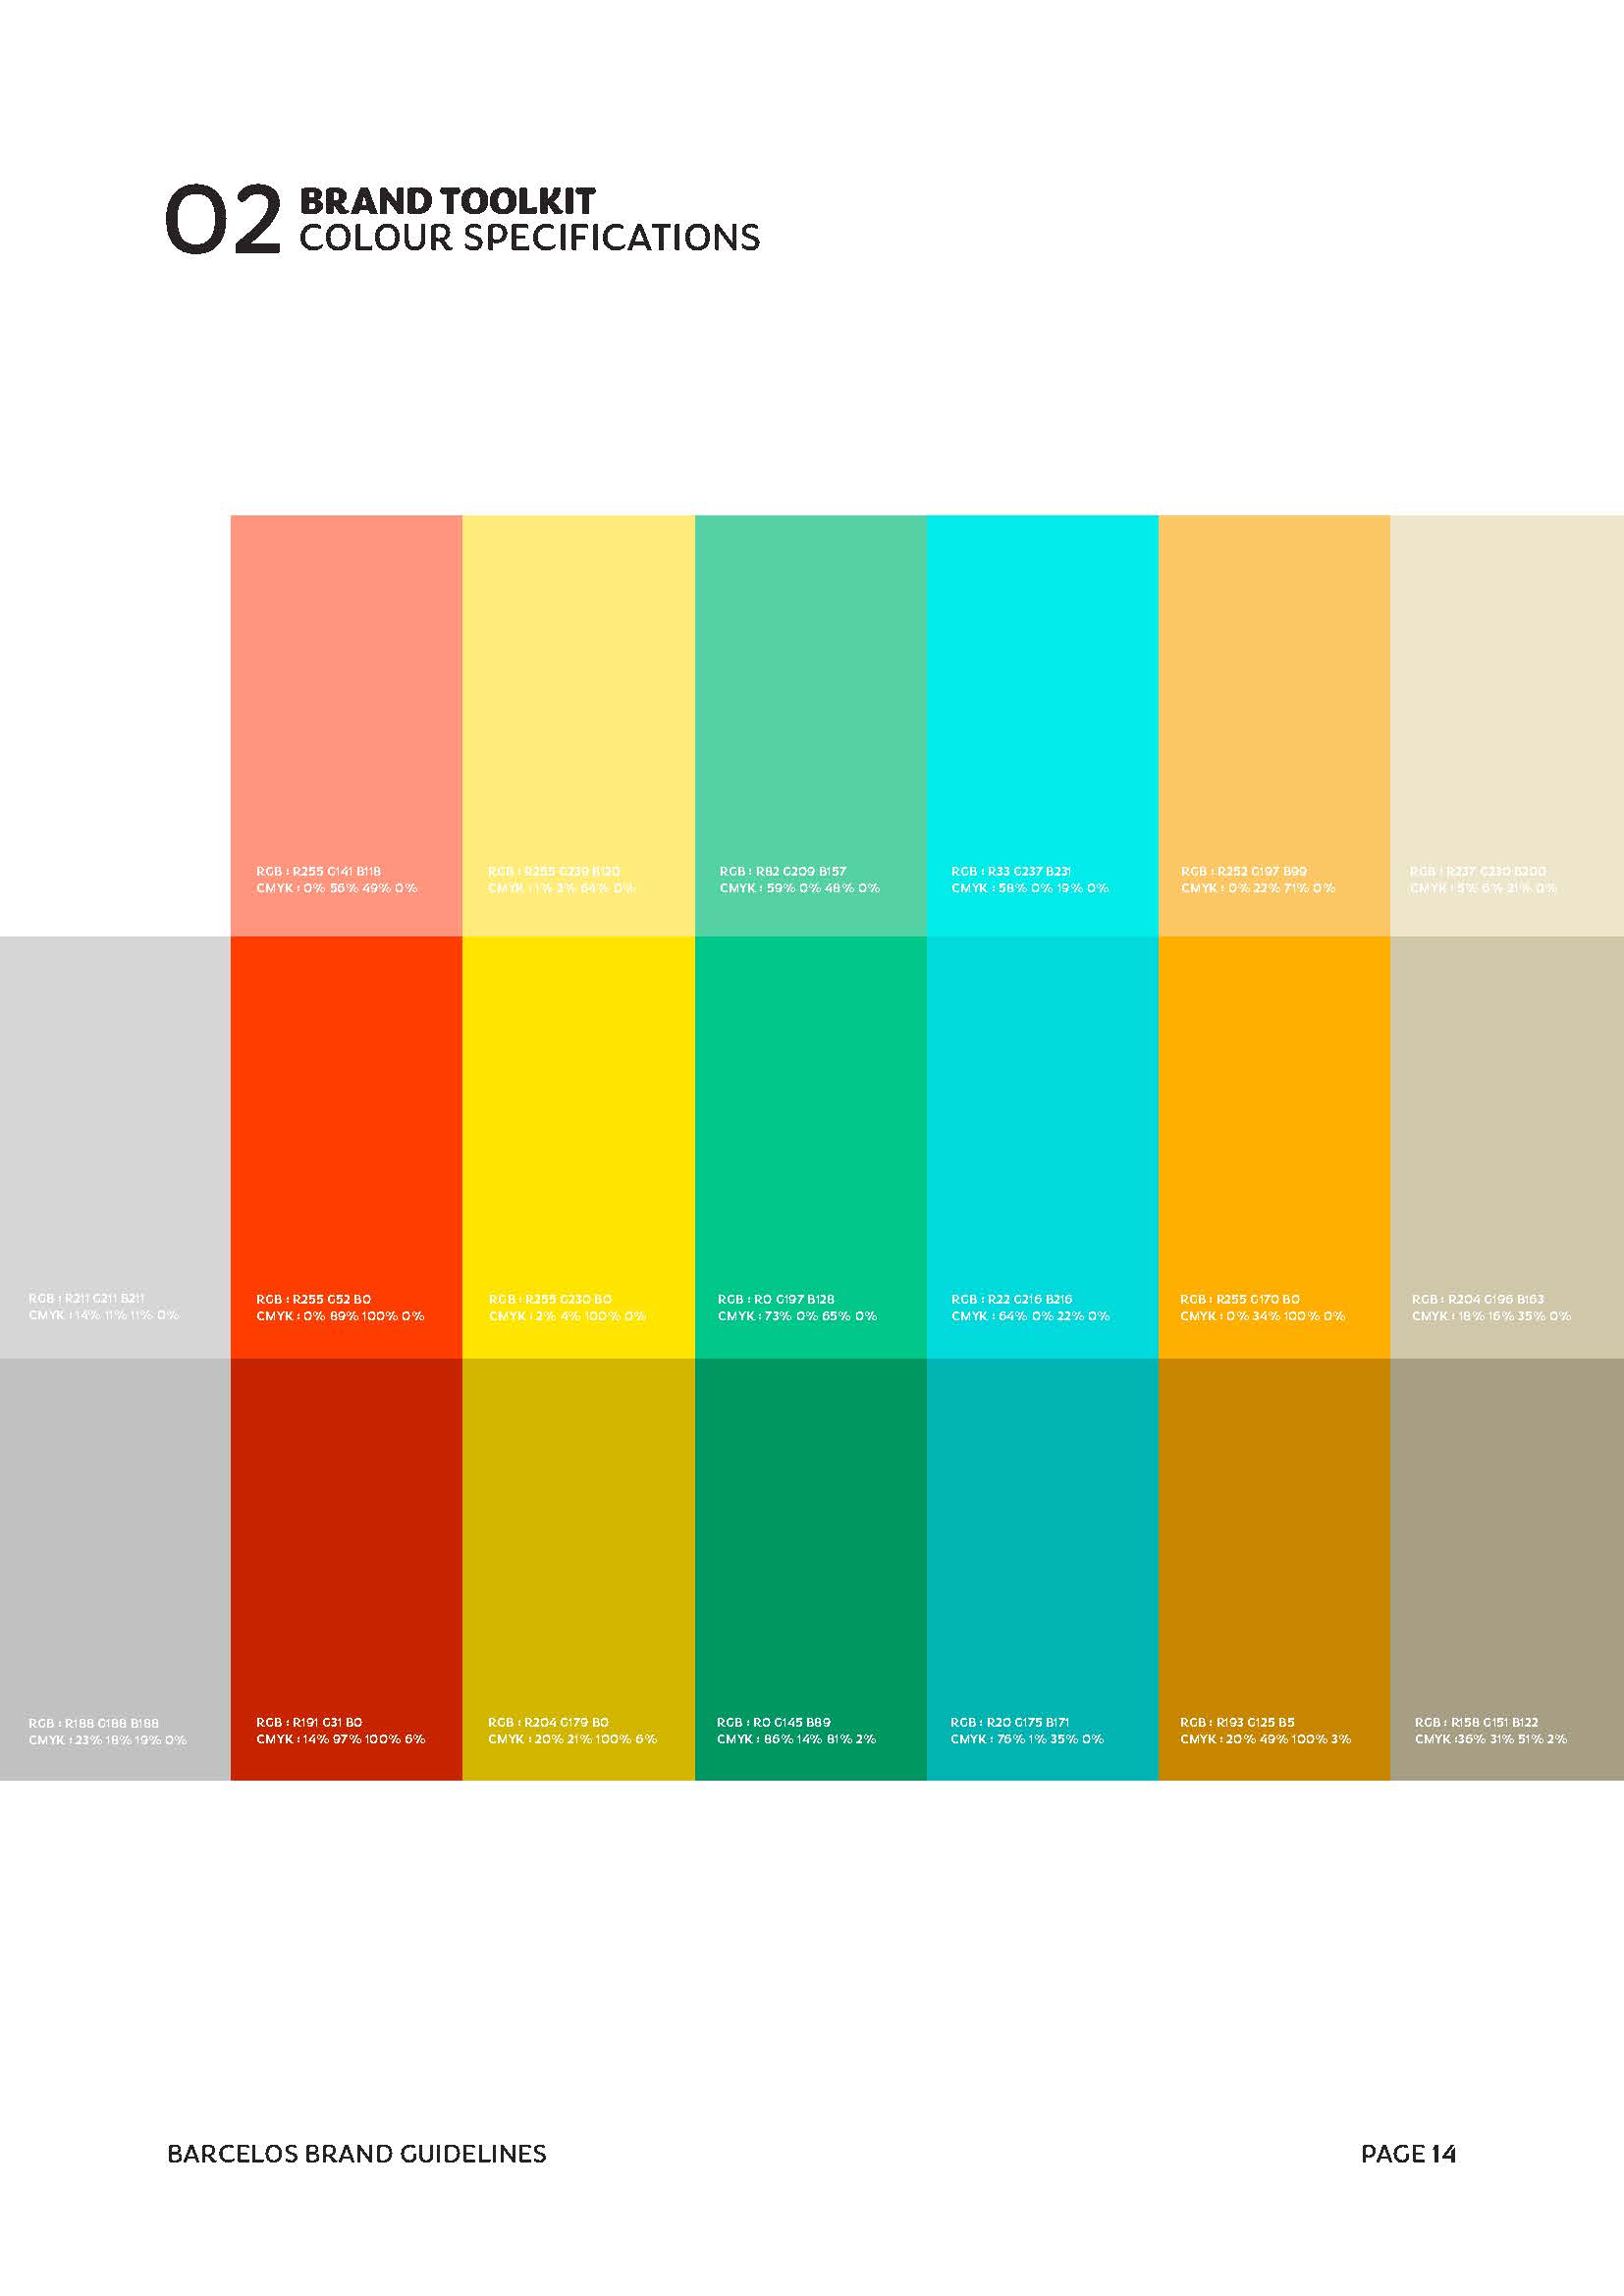 02 BRAND TOOLKIT
COLOUR SPECIFICATIONS
RGB : R255 G141 B118
CMYK : 0% 56% 49% 0%
RGB : R255 G239 B120
CMYK : 1% 3% 64% 0%
RGB : R82 G209 B157
CMYK : 59% 0% 48% 0%
RGB : R33 G237 B231
CMYK : 58% 0% 19% 0%
RGB : R252 G197 B99
CMYK : 0% 22% 71% 0%
RGB : R237 G230 B200
CMYK : 5% 6% 21% 0%
RGB : R211 G211 B211
CMYK : 14% 11% 11% 0%
RGB : R255 G52 B0
CMYK : 0% 89% 100% 0%
RGB : R255 G230 B0
CMYK : 2% 4% 100% 0%
RGB : R0 G197 B128
CMYK : 73% 0% 65% 0%
RGB : R22 G216 B216
CMYK : 64% 0% 22% 0%
RGB : R255 G170 B0
CMYK : 0% 34% 100% 0%
RGB : R204 G196 B163
CMYK : 18% 16% 35% 0%
RGB : R188 G188 B188
CMYK : 23% 18% 19% 0%
RGB : R191 G31 B0
CMYK : 14% 97% 100% 6%
RGB : R204 G179 B0
CMYK : 20% 21% 100% 6%
RGB : R0 G145 B89
CMYK : 86% 14% 81% 2%
RGB : R20 G175 B171
CMYK : 76% 1% 35% 0%
RGB : R193 G125 B5
CMYK : 20% 49% 100% 3%
RGB : R158 G151 B122
CMYK :36% 31% 51% 2%
BARCELOS BRAND GUIDELINES
PAGE 14